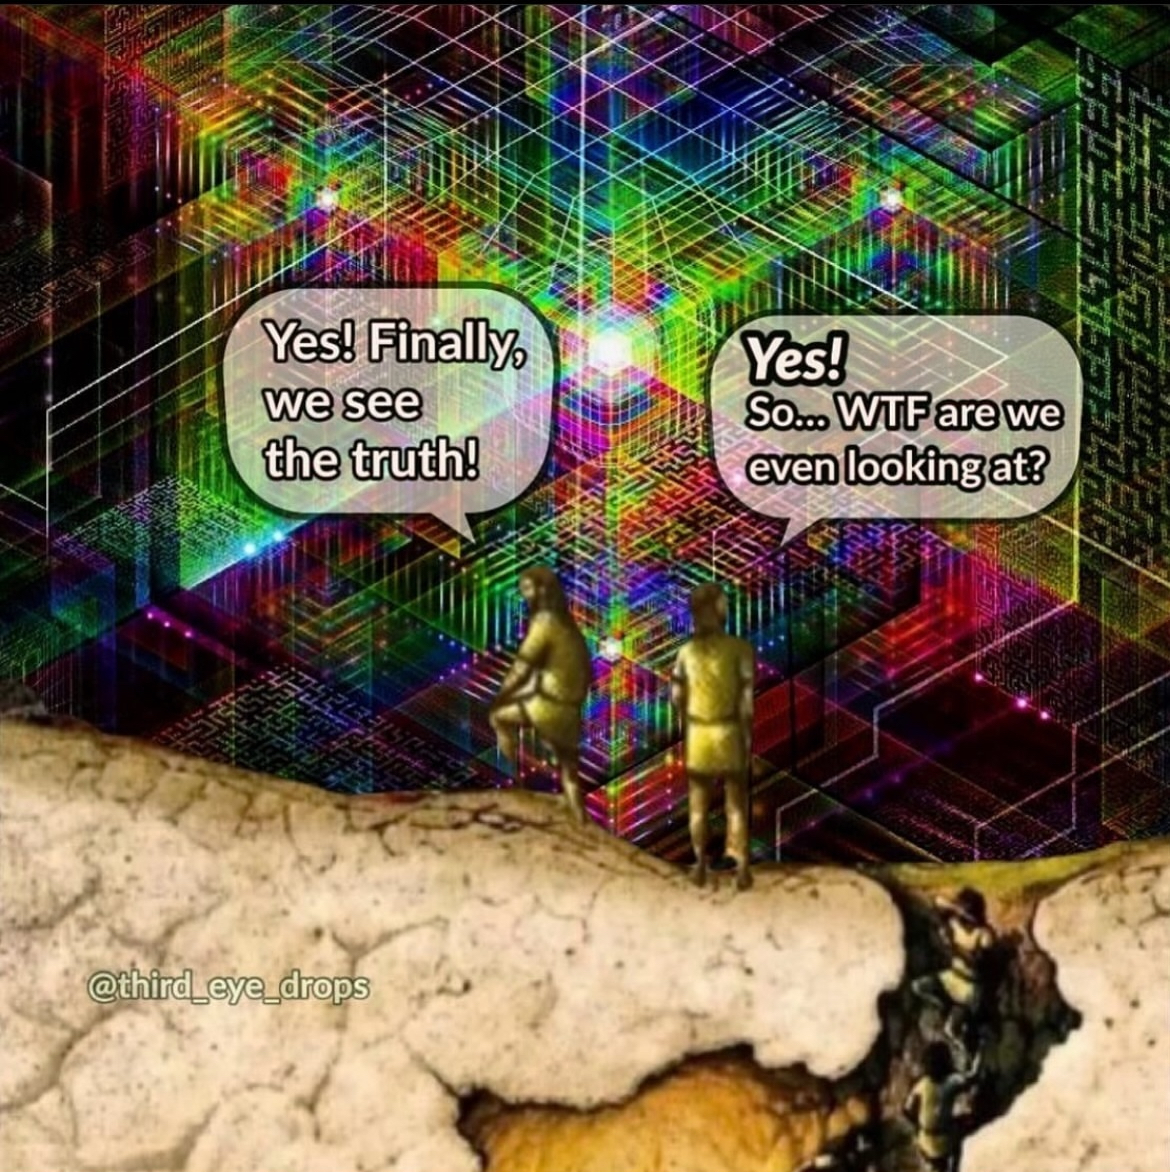 Yes! Finally,
we see
the truth!
Yes!
So... WTF are we
even looking at?
@third_eye_drops